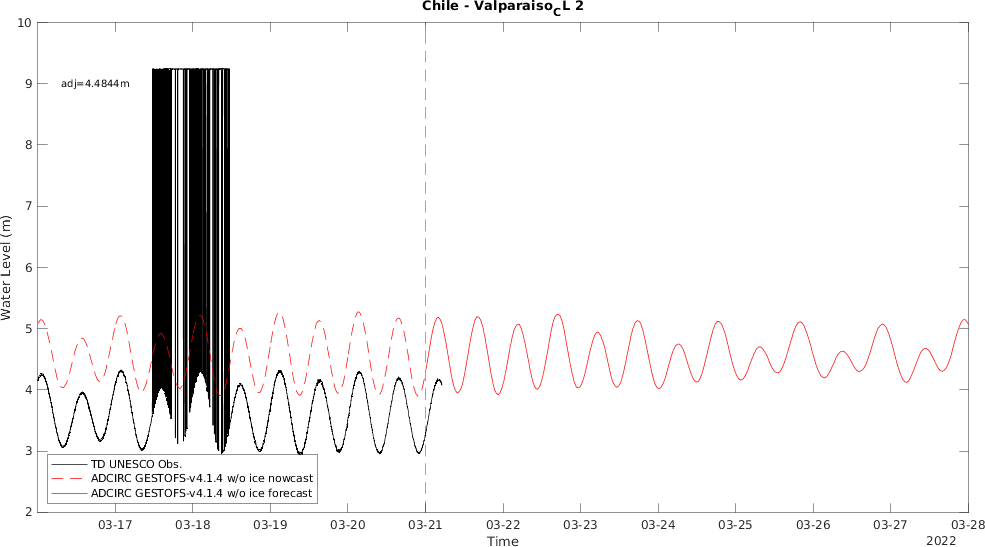 Chile - Valparaiso_CL 2
10
9
8
7
6
5
4
3
2
Water Level (m)
adj=4.4844m
TD UNESCO Obs.
ADCIRC GESTOFS-v4.1.4 w/o ice nowcast
ADCIRC GESTOFS-v4.1.4 w/o ice forecast
03-17 03-18 03-19 03-20 03-21 03-22 03-23 03-24 03-25 03-26 03-27 03-28
Time
2022